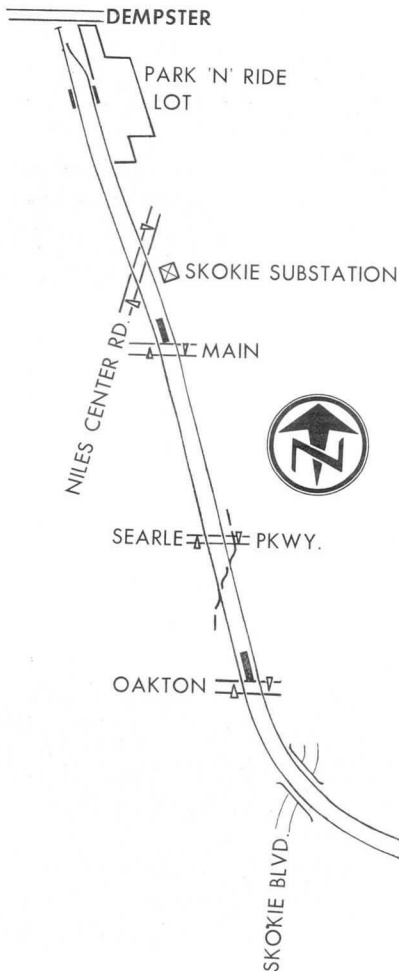 DEMPSTER
PARK 'N' RIDE
LOT
SKOKIE SUBSTATION
NILES CENTER RD.
MAIN
N
SEARLE PKWY.
OAKTON
SKOKIE BLVD.